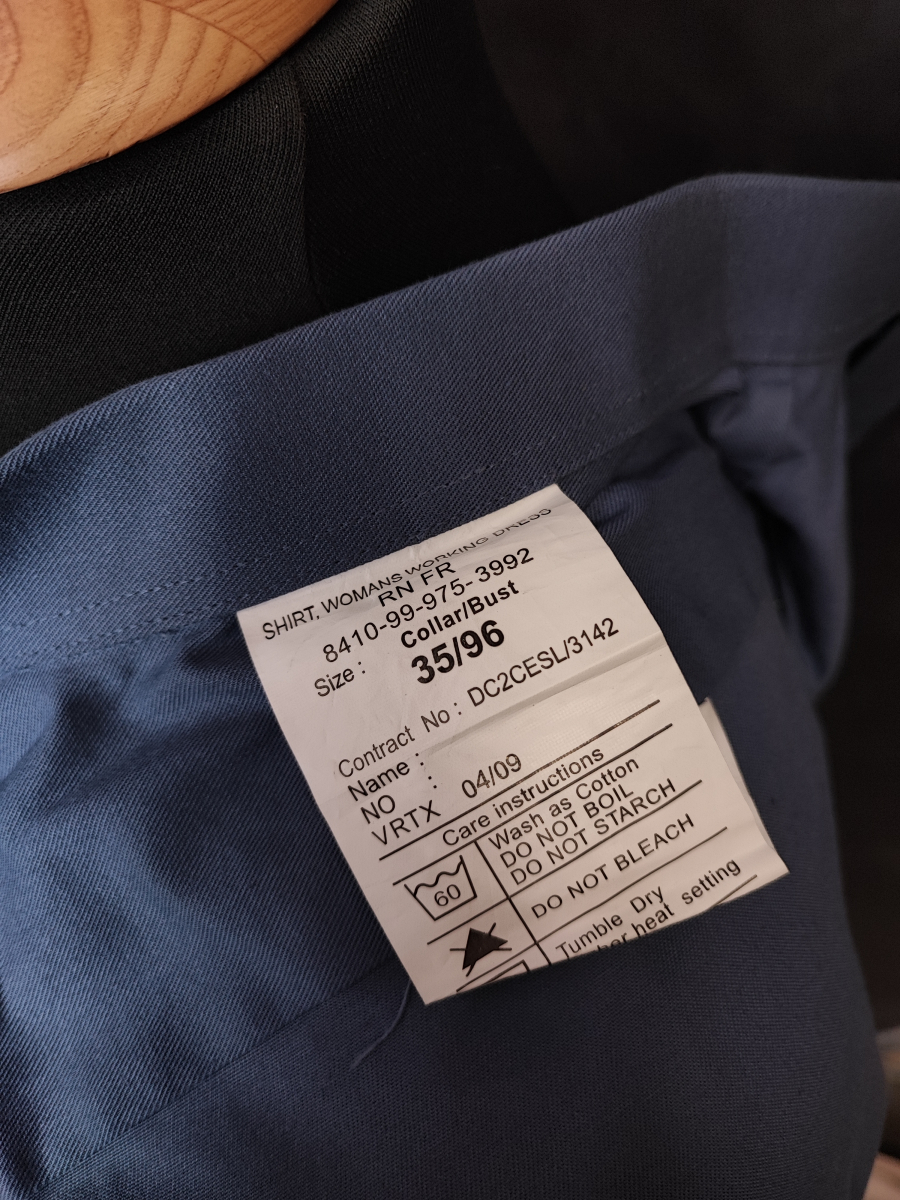 SHIRT, WOMANS WORKING DRESS
RN FR
8410-99-975-3992
Size : Collar/Bust
35/96
Contract No : DC2CESL/3142
Name :
NO :
VRTX 04/09
Care instructions
Wash as Cotton
DO NOT BOIL
DO NOT STARCH
60
DO NOT BLEACH
Tumble Dry
heat setting